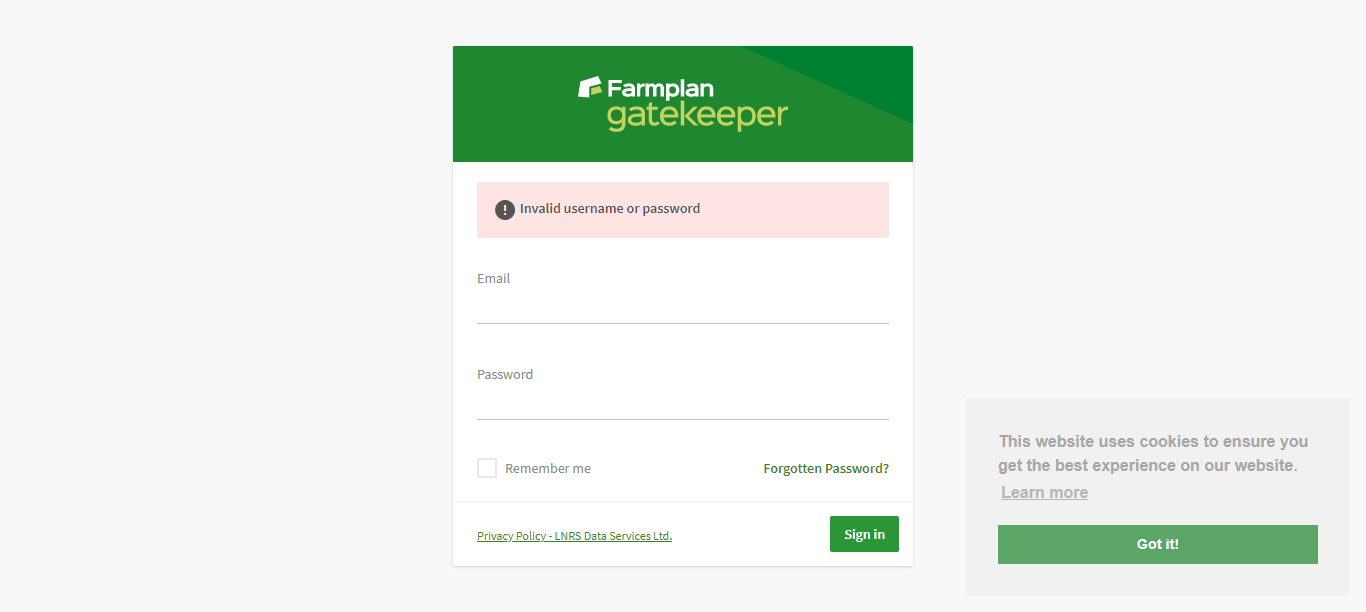 Farmplan
gatekeeper
! Invalid username or password
Email
Password
Remember me
Forgotten Password?
Privacy Policy - LNRS Data Services Ltd.
Sign in
This website uses cookies to ensure you
get the best experience on our website.
Learn more
Got it!